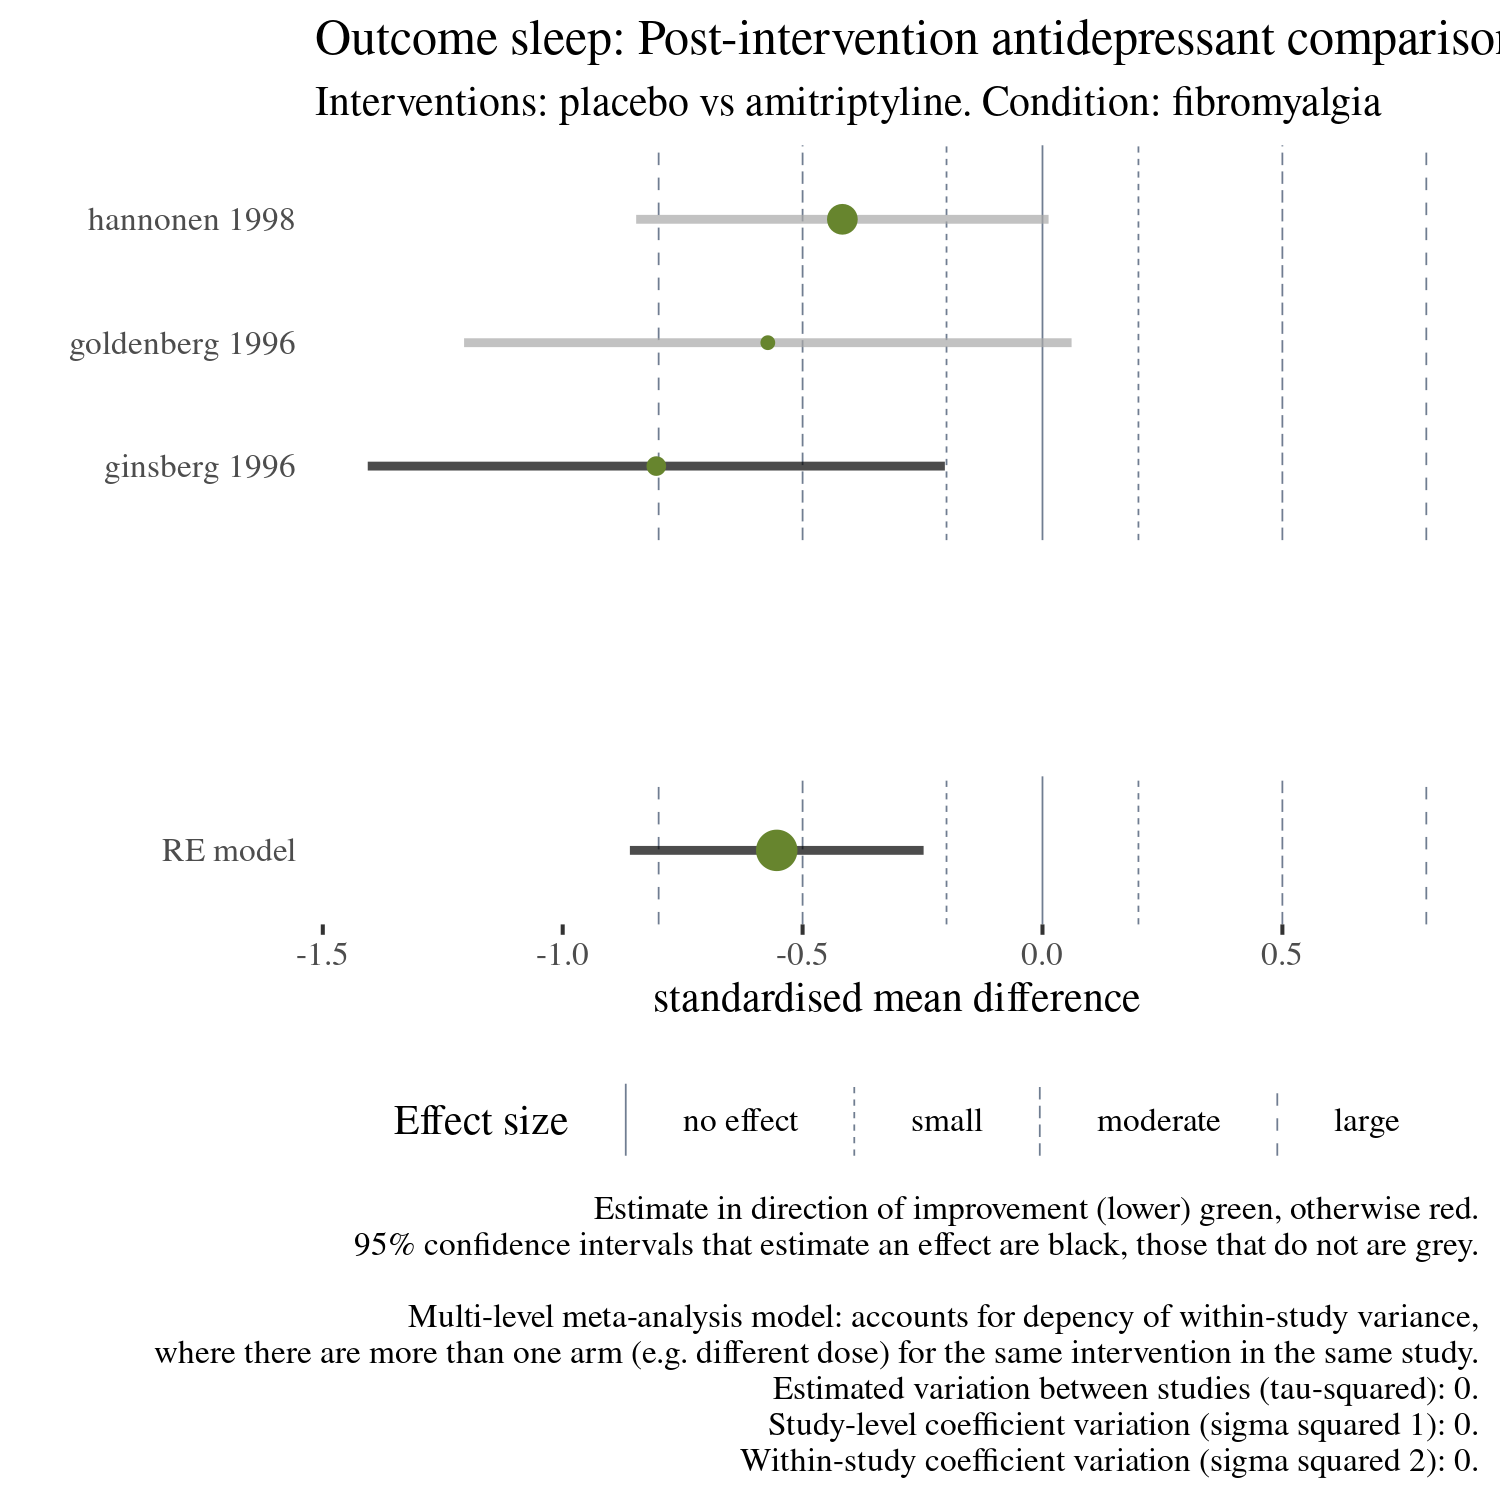 Outcome sleep: Post-intervention antidepressant compariso
Interventions: placebo vs amitriptyline. Condition: fibromyalgia
hannonen 1998
goldenberg 1996
ginsberg 1996
RE model
-1.5 -1.0 -0.5 0.0 0.5
standardised mean difference
Effect size no effect small moderate large
Estimate in direction of improvement (lower) green, otherwise red.
95% confidence intervals that estimate an effect are black, those that do not are grey.
Multi-level meta-analysis model: accounts for depency of within-study variance,
where there are more than one arm (e.g. different dose) for the same intervention in the same study.
Estimated variation between studies (tau-squared): 0.
Study-level coefficient variation (sigma squared 1): 0.
Within-study coefficient variation (sigma squared 2): 0.